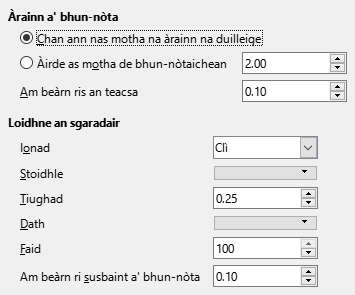 Àrainn a' bhun-nòta
Chan ann nas motha na àrainn na duilleige
Àirde as motha de bhun-nòtaichean 2.00
Am beàrn ris an teacsa 0.10
Loidhne an sgaradair
Ionad Clì
Stoidhle
Tiughad 0.25
Dath
Faid 100
Am beàrn ri susbaint a' bhun-nòta 0.10